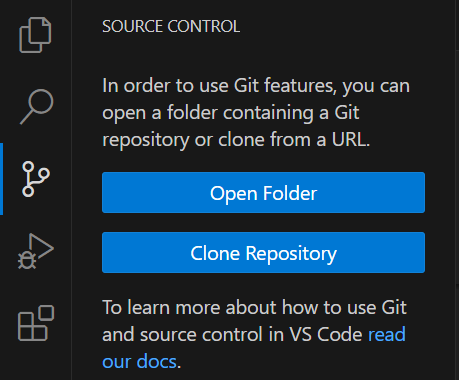 SOURCE CONTROL
In order to use Git features, you can
open a folder containing a Git
repository or clone from a URL.
Open Folder
Clone Repository
To learn more about how to use Git
and source control in VS Code read
our docs.